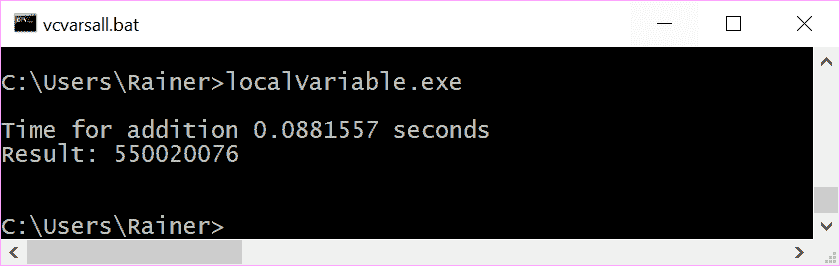 vcvarsall.bat
C:\Users\Rainer>localVariable.exe
Time for addition 0.0881557 seconds
Result: 550020076
C:\Users\Rainer>